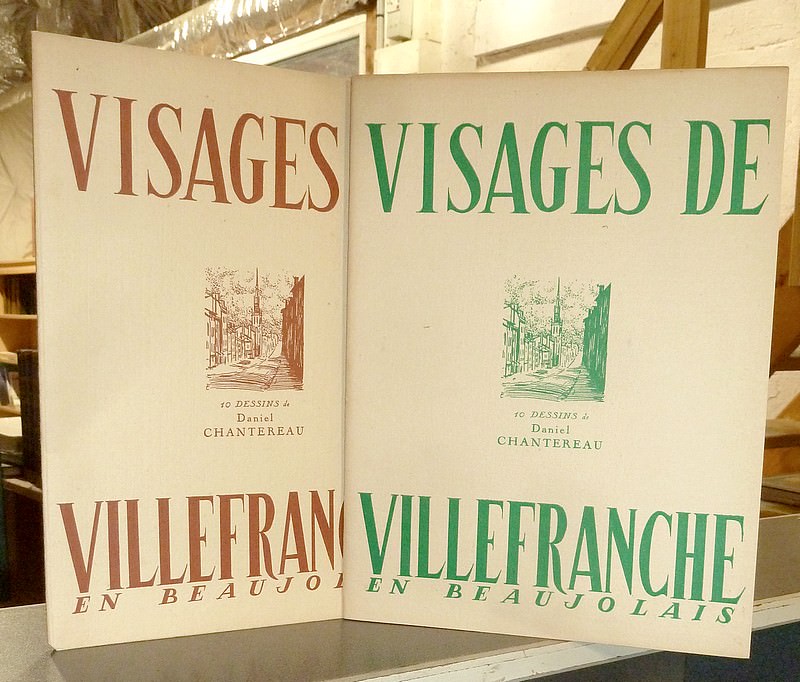 VISAGES
10 DESSINS de
Daniel
CHANTEREAU
VILLEFRANC
EN BEAUJOL
VISAGES DE
10 DESSINS de
Daniel
CHANTEREAU
VILLEFRANCHE
EN BEAUJOLAIS